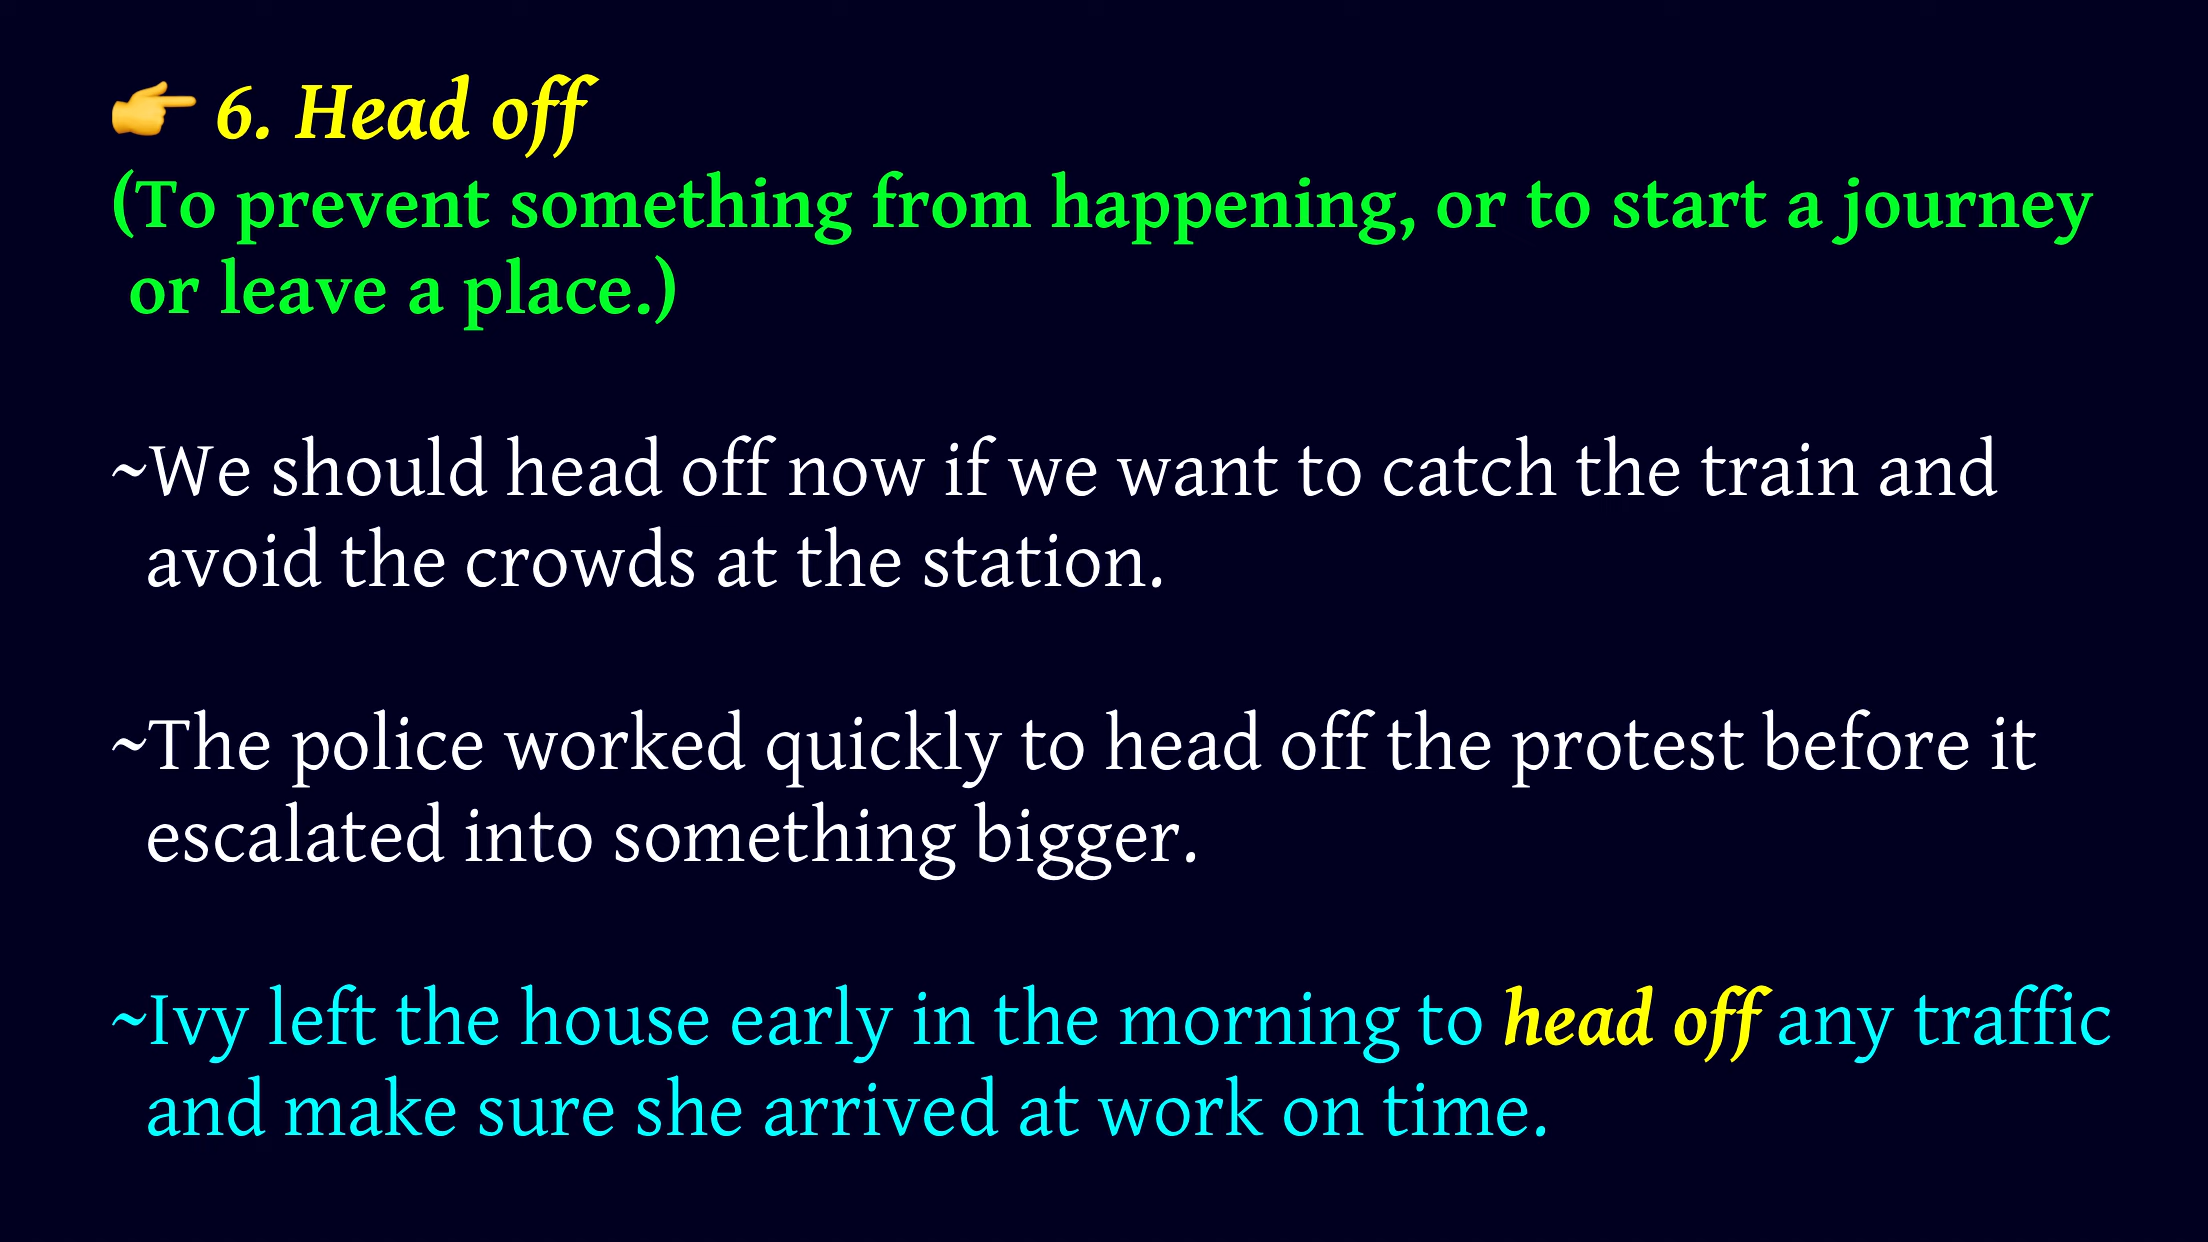 👉 6. Head off
(To prevent something from happening, or to start a journey
or leave a place.)
~We should head off now if we want to catch the train and
avoid the crowds at the station.
~The police worked quickly to head off the protest before it
escalated into something bigger.
~Ivy left the house early in the morning to head off any traffic
and make sure she arrived at work on time.